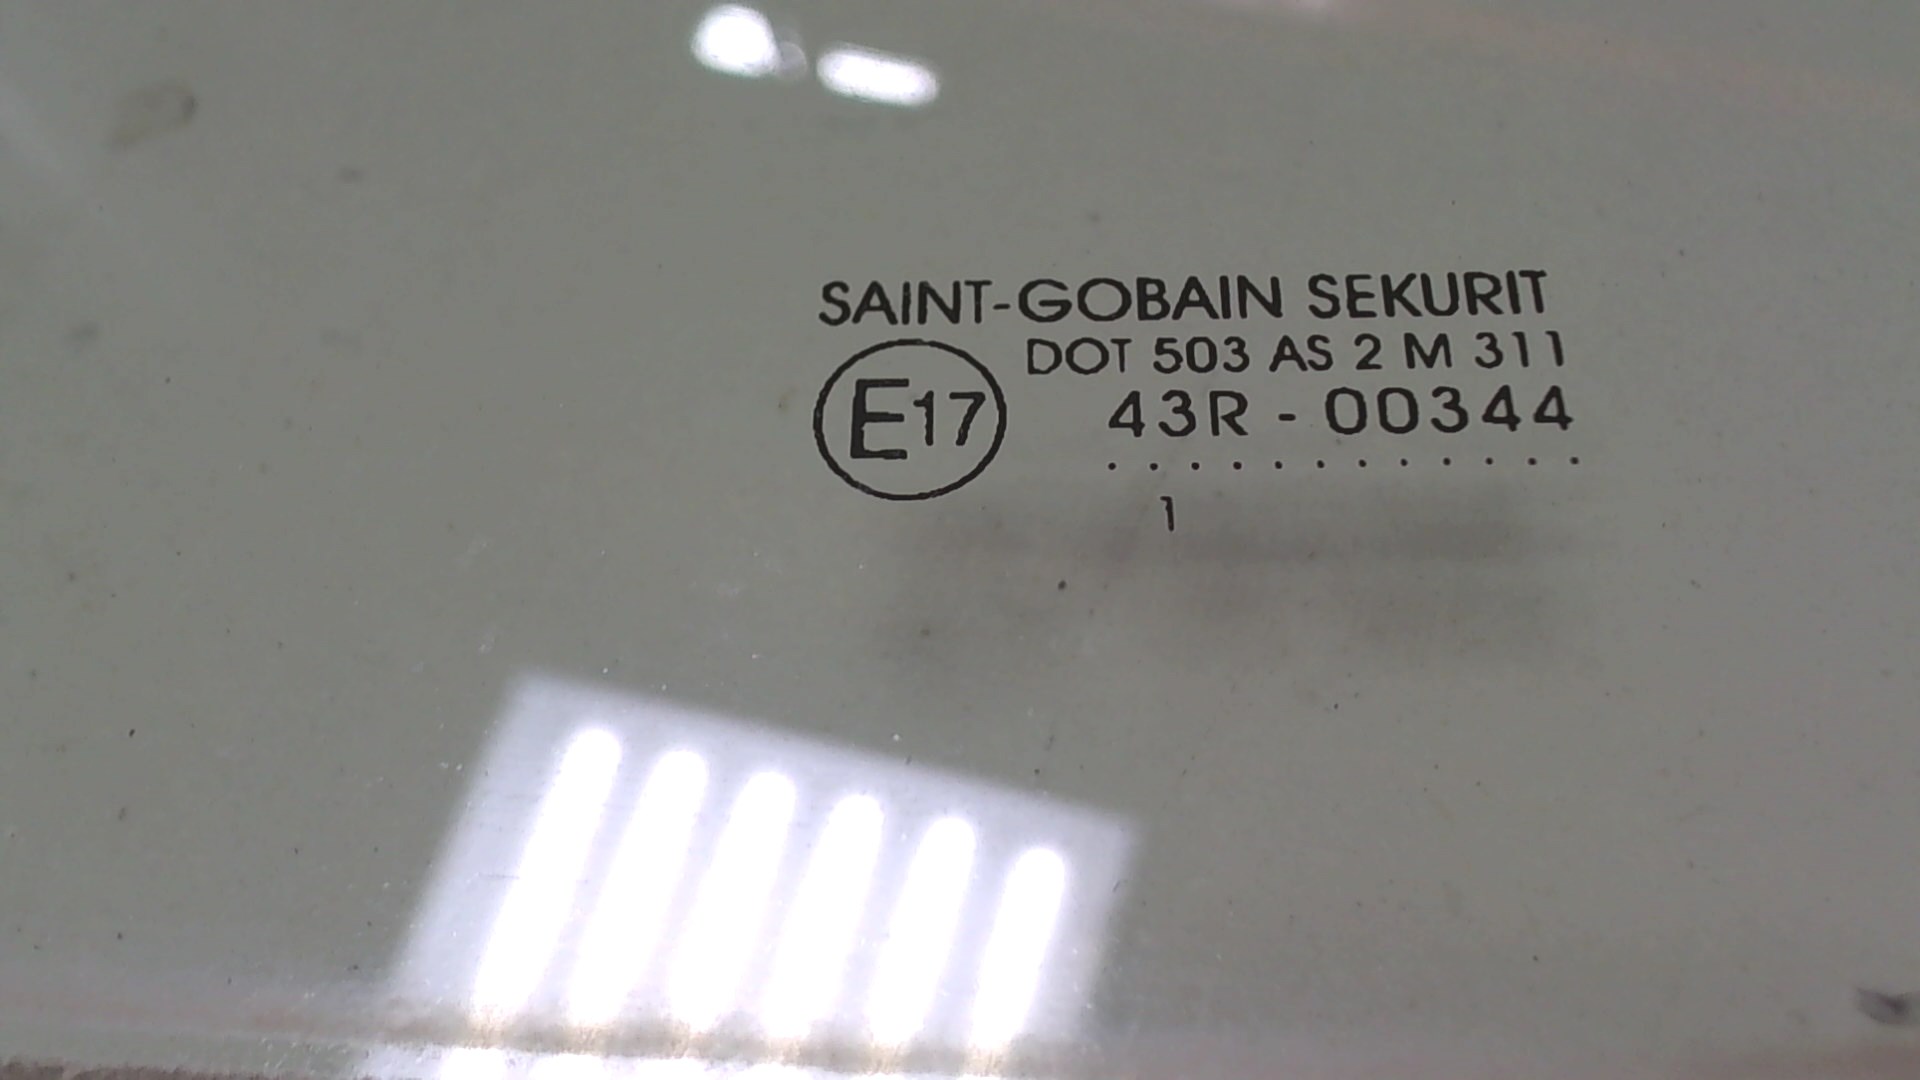 SAINT-GOBAIN SEKURIT
DOT 503 AS 2 M 311
E17 43R - 00344
. . . . . . . . . . . .
1